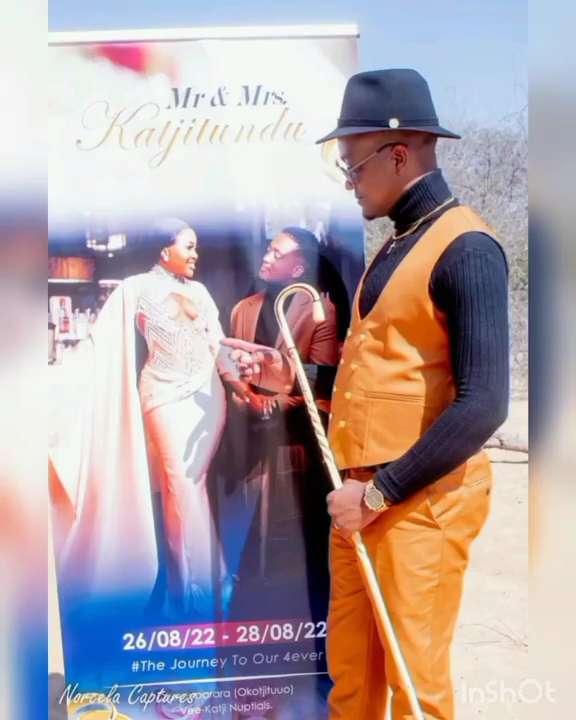 Mr & Mrs.
Katjitundu
26/08/22 - 28/08/22
#The Journey To Our 4ever
(Okotjituuo)
Vee-Katji Nuptials.
Norcela Captures
InShOt